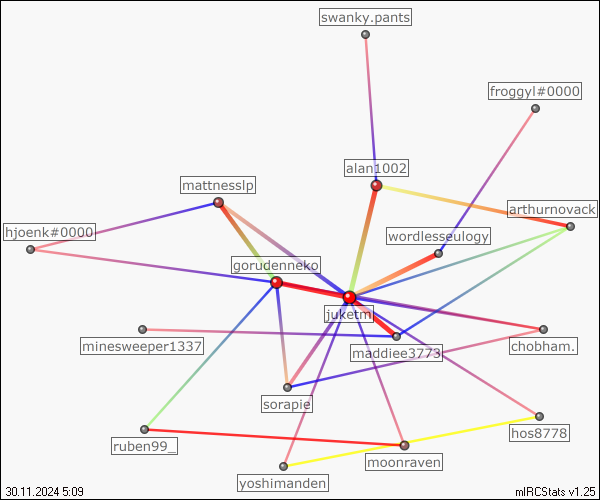 swanky.pants
froggyl#0000
alan1002
mattnesslp
arthurnovack
hjoenk#0000
wordlesseulogy
gorudenneko
juketm
minesweeper1337
maddiee3773
chobham.
sorapie
hos8778
ruben99_
moonraven
yoshimanden
30.11.2024 5:09
mIRCStats v1.25